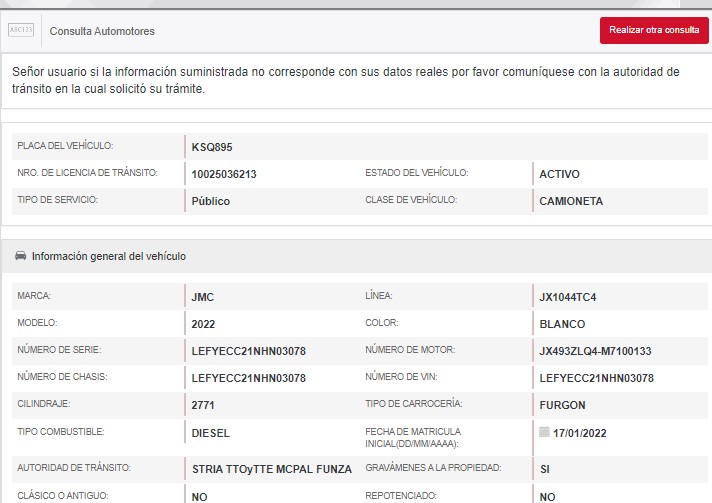 ABC123
Consulta Automotores
Realizar otra consulta
Señor usuario si la información suministrada no corresponde con sus datos reales por favor comuníquese con la autoridad de
tránsito en la cual solicitó su trámite.
PLACA DEL VEHÍCULO: KSQ895
NRO. DE LICENCIA DE TRÁNSITO: 10025036213 ESTADO DEL VEHÍCULO: ACTIVO
TIPO DE SERVICIO: Público CLASE DE VEHÍCULO: CAMIONETA
Información general del vehículo
MARCA: JMC LÍNEA: JX1044TC4
MODELO: 2022 COLOR: BLANCO
NÚMERO DE SERIE: LEFYECC21NHN03078 NÚMERO DE MOTOR: JX493ZLQ4-M7100133
NÚMERO DE CHASIS: LEFYECC21NHN03078 NÚMERO DE VIN: LEFYECC21NHN03078
CILINDRAJE: 2771 TIPO DE CARROCERÍA: FURGON
TIPO COMBUSTIBLE: DIESEL FECHA DE MATRICULA
INICIAL(DD/MM/AAAA): 17/01/2022
AUTORIDAD DE TRÁNSITO: STRIA TTOyTTE MCPAL FUNZA GRAVÁMENES A LA PROPIEDAD: SI
CLÁSICO O ANTIGUO: NO REPOTENCIADO: NO